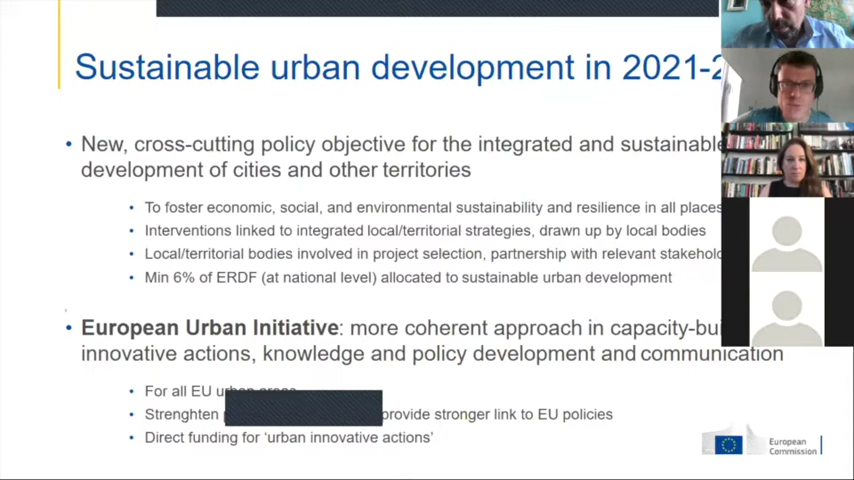 Sustainable urban development in 2021-2
• New, cross-cutting policy objective for the integrated and sustainable
development of cities and other territories
• To foster economic, social, and environmental sustainability and resilience in all places
• Interventions linked to integrated local/territorial strategies, drawn up by local bodies
• Local/territorial bodies involved in project selection, partnership with relevant
• Min 6% of ERDF (at national level) allocated to sustainable urban development
• European Urban Initiative: more coherent approach in
innovative actions, knowledge and policy development and communication
• For all EU urban areas
• Strenghten provide stronger link to EU policies
• Direct funding for ‘urban innovative actions’
European
Commission